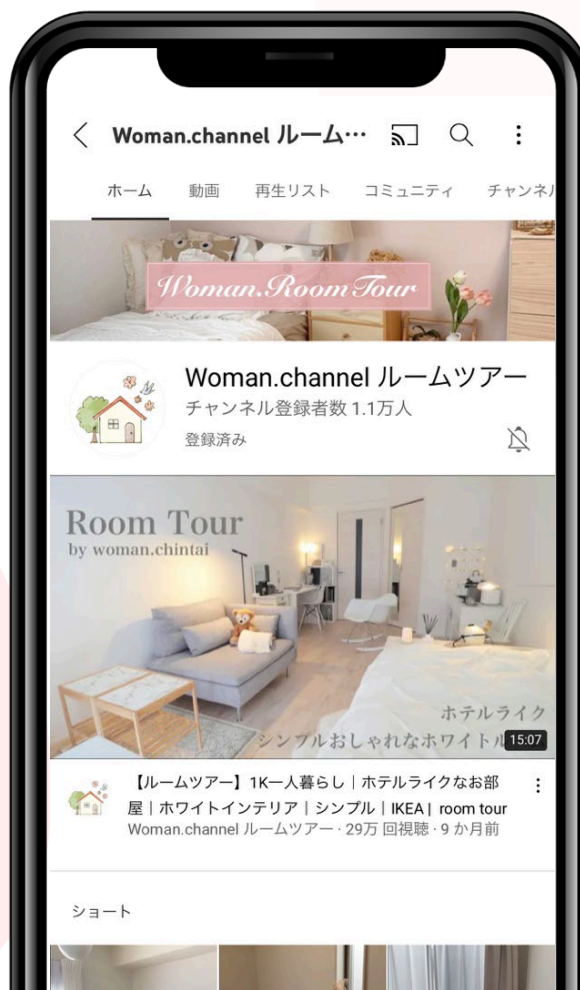 Woman.channel ルーム…
ホーム 動画 再生リスト コミュニティ チャンネル
Woman.Room Tour
Woman.channel ルームツアー
チャンネル登録者数 1.1万人
登録済み
Room Tour
by woman.chintai
ホテルライク
シンプルおしゃれなホワイトル
15:07
【ルームツアー】1K一人暮らし｜ホテルライクなお部
屋｜ホワイトインテリア｜シンプル｜IKEA | room tour
Woman.channel ルームツアー · 29万 回視聴 · 9 か月前
ショート